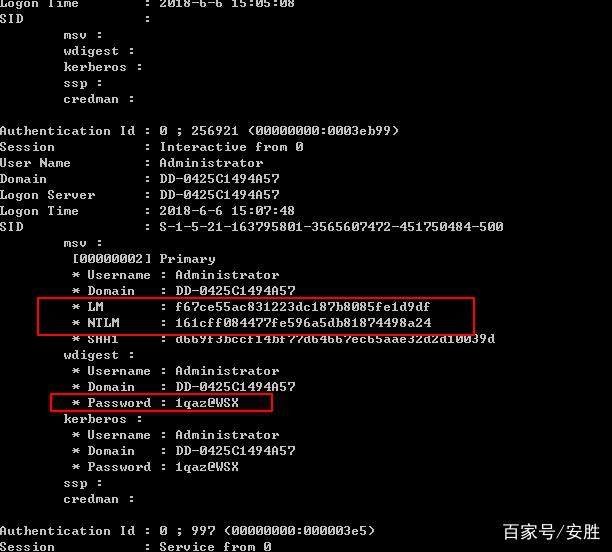 Logon Time : 2018-6-6 15:05:08
SID :
msv :
wdigest :
kerberos :
ssp :
credman :
Authentication Id : 0 ; 256921 (00000000:0003eb99)
Session : Interactive from 0
User Name : Administrator
Domain : DD-0425C1494A57
Logon Server : DD-0425C1494A57
Logon Time : 2018-6-6 15:07:48
SID : S-1-5-21-163795801-3565607472-451750484-500
msv :
[00000002] Primary
* Username : Administrator
* Domain : DD-0425C1494A57
* LM : f67ce55ac831223dc187b8085fe1d9df
* NTLM : 161cff084477fe596a5db81874498a24
* SHA1 : d669f3bccf14bf77d64667ec65aae32d2d10039d
wdigest :
* Username : Administrator
* Domain : DD-0425C1494A57
* Password : 1qaz@WSX
kerberos :
* Username : Administrator
* Domain : DD-0425C1494A57
* Password : 1qaz@WSX
ssp :
credman :
Authentication Id : 0 ; 997 (00000000:000003e5)
Session : Service from 0
百家号/安胜